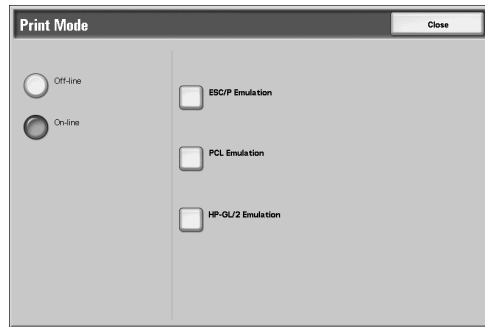 Print Mode
Close
Off-line
On-line
ESC/P Emulation
PCL Emulation
HP-GL/2 Emulation